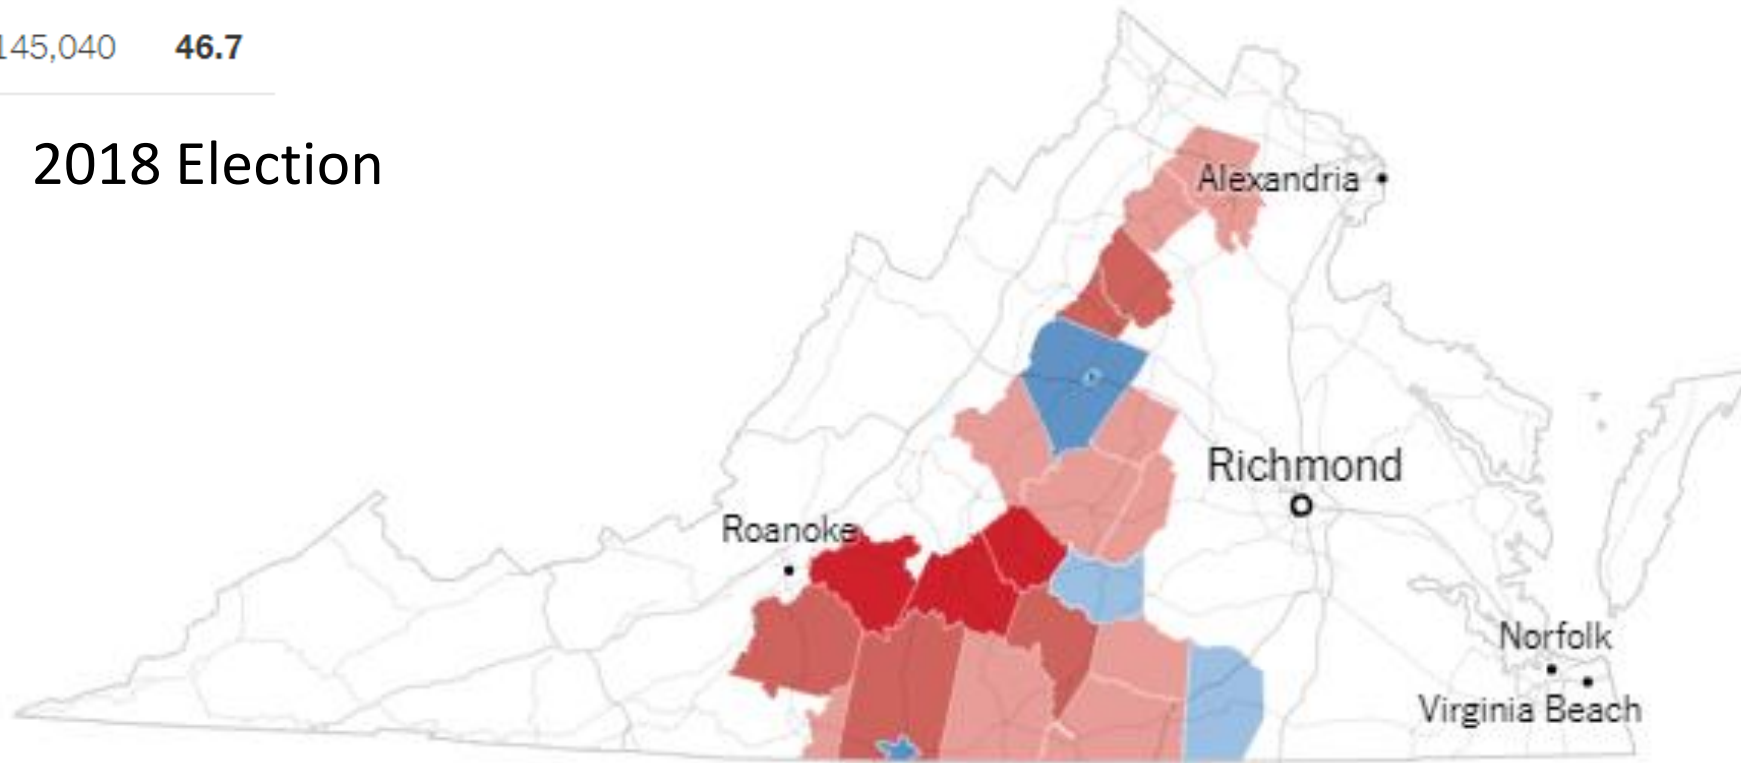 145,040 46.7
2018 Election
Alexandria
Richmond
Roanoke
Norfolk
Virginia Beach